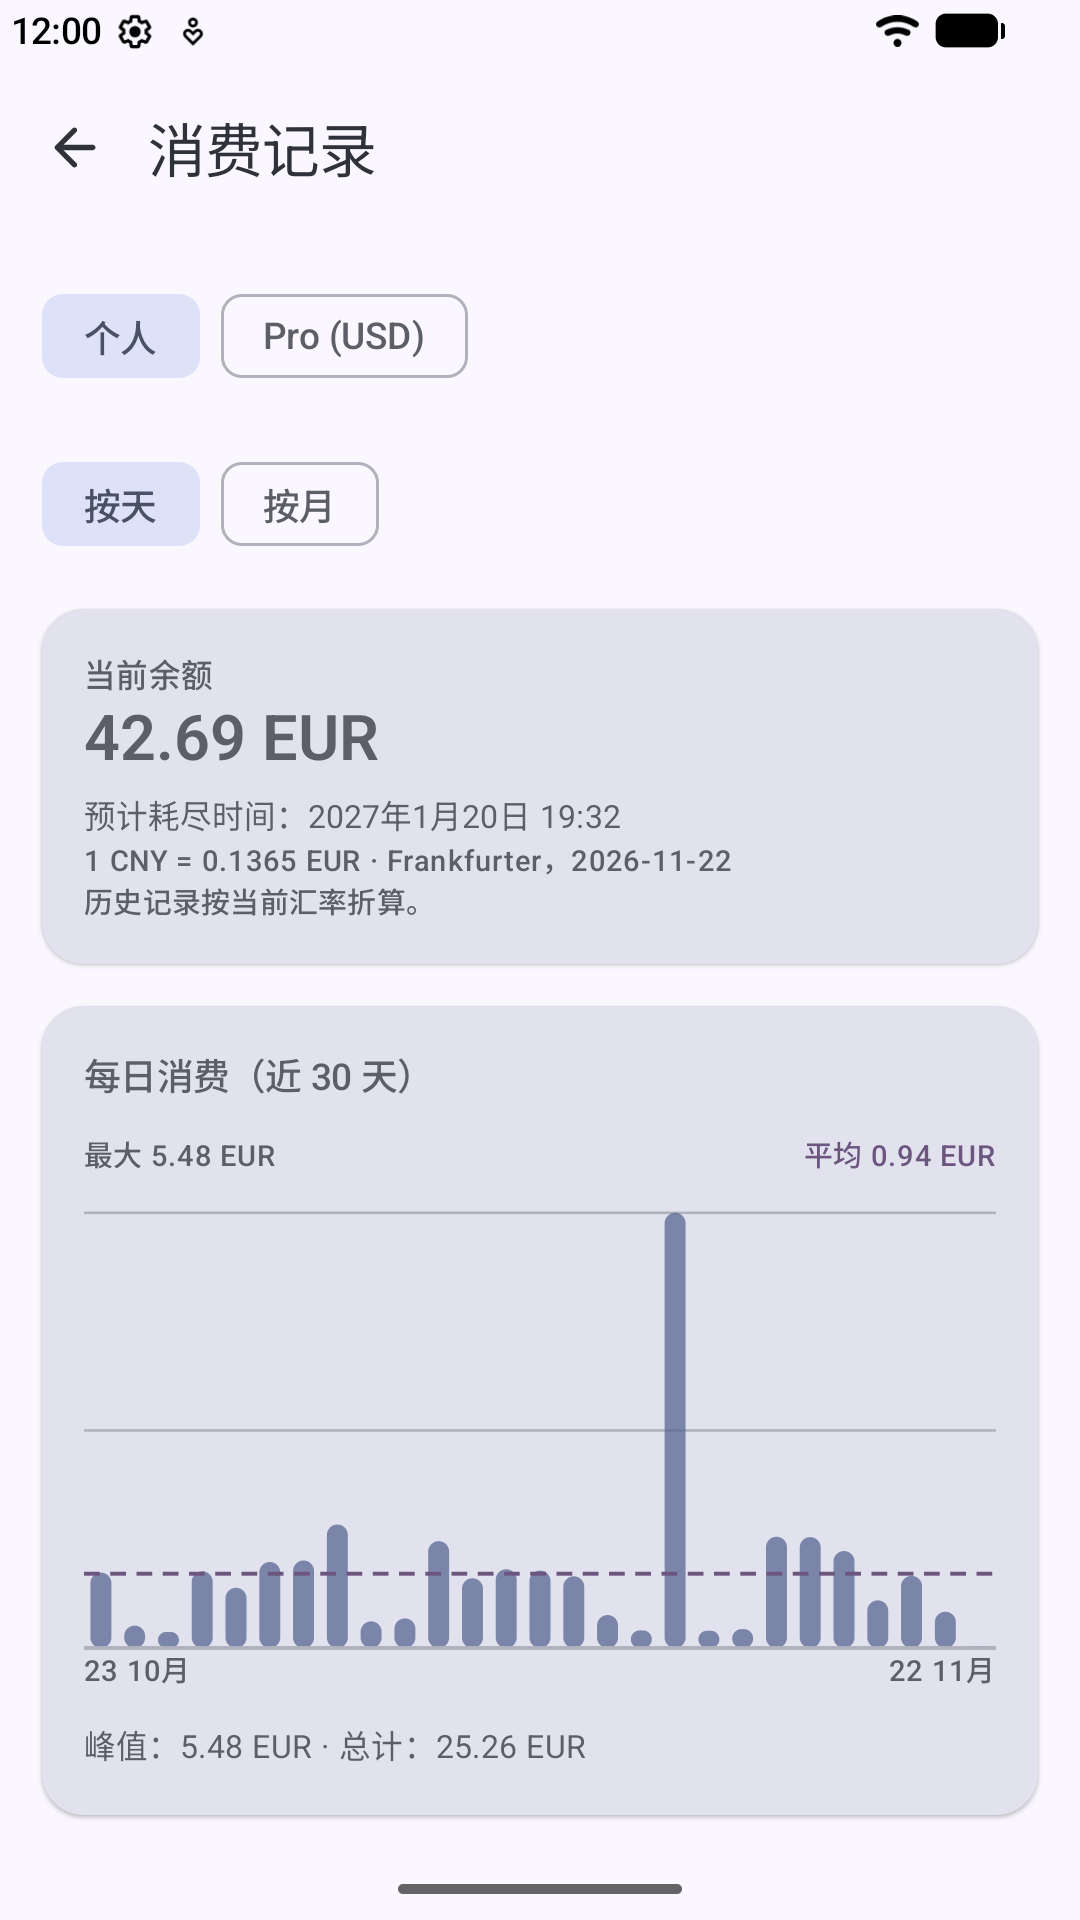 12:00
消费记录
个人
Pro (USD)
按天
按月
当前余额
42.69 EUR
预计耗尽时间：2027年1月20日 19:32
1 CNY = 0.1365 EUR · Frankfurter，2026-11-22
历史记录按当前汇率折算。
每日消费（近 30 天）
最大 5.48 EUR
平均 0.94 EUR
23 10月
22 11月
峰值：5.48 EUR · 总计：25.26 EUR